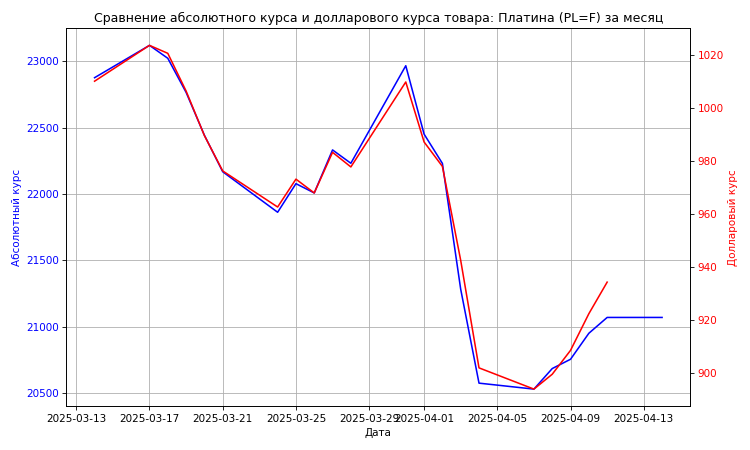 Сравнение абсолютного курса и долларового курса товара: Платина (PL=F) за месяц
23000
22500
22000
21500
21000
20500
Абсолютный курс
1020
1000
980
960
940
920
900
Долларовый курс
2025-03-13 2025-03-17 2025-03-21 2025-03-25 2025-03-29 2025-04-01 2025-04-05 2025-04-09 2025-04-13
Дата